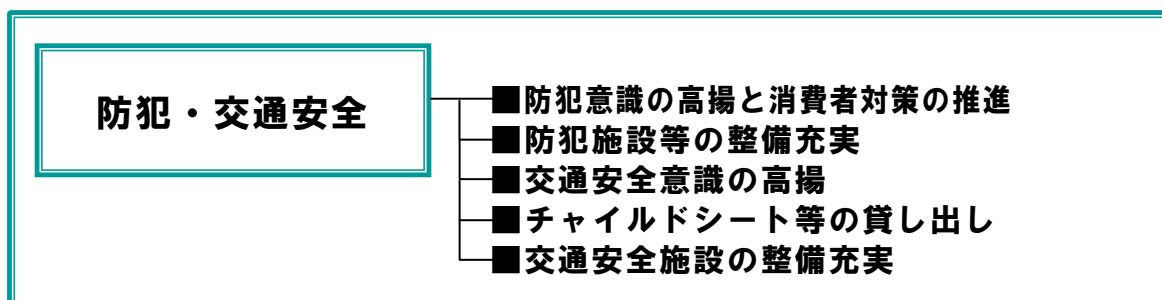 防犯・交通安全
■防犯意識の高揚と消費者対策の推進
■防犯施設等の整備充実
■交通安全意識の高揚
■チャイルドシート等の貸し出し
■交通安全施設の整備充実